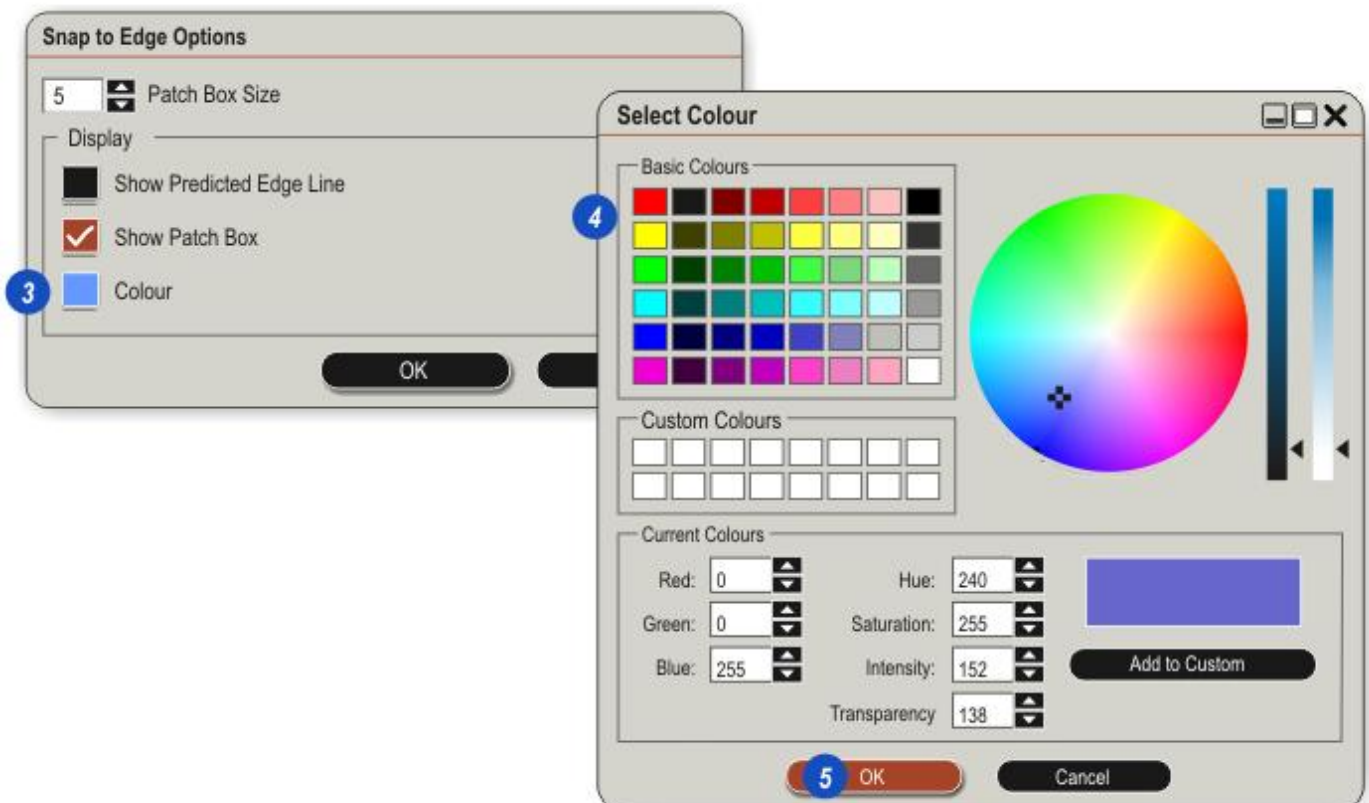 Snap to Edge Options
5 Patch Box Size
Display
Show Predicted Edge Line
Show Patch Box
3 Colour
OK
Select Colour
Basic Colours
4
Custom Colours
Current Colours
Red: 0 Hue: 240
Green: 0 Saturation: 255
Blue: 255 Intensity: 152 Add to Custom
Transparency 138
5 OK Cancel